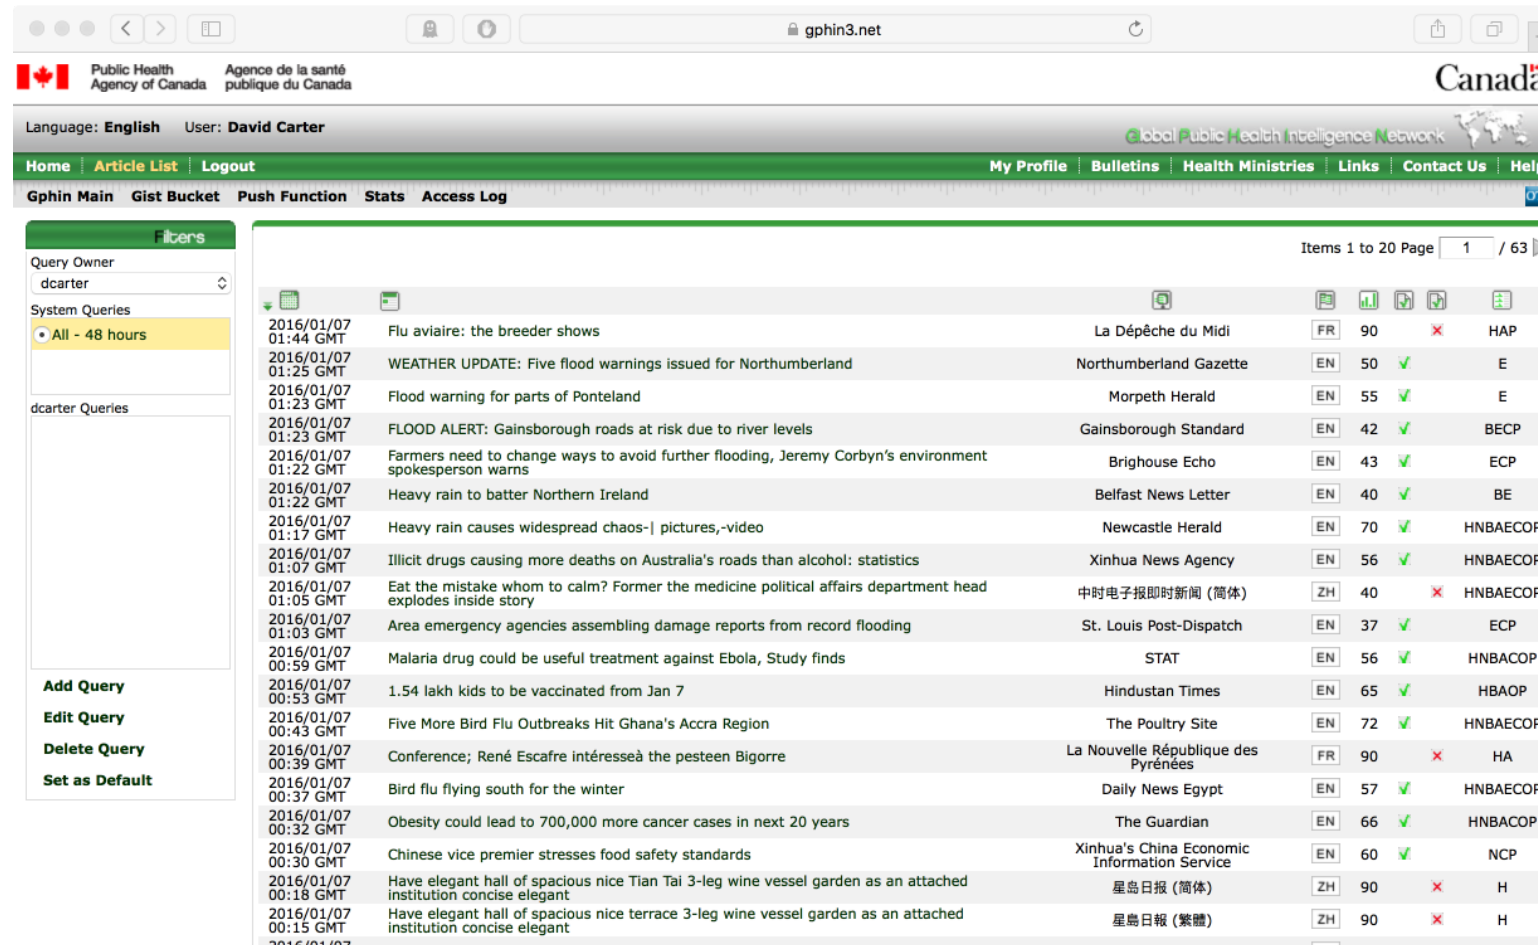 gphin3.net
Public Health Agence de la santé
Agency of Canada publique du Canada
Canada
Language: English User: David Carter
Global Public Health Intelligence Network
Home Article List Logout My Profile Bulletins Health Ministries Links Contact Us Help
Gphin Main Gist Bucket Push Function Stats Access Log
Filters
Query Owner
dcarter
System Queries
All - 48 hours
dcarter Queries
Add Query
Edit Query
Delete Query
Set as Default
Items 1 to 20 Page 1 / 63
2016/01/07
01:44 GMT
Flu aviaire: the breeder shows La Dépêche du Midi FR 90 HAP
2016/01/07
01:25 GMT
WEATHER UPDATE: Five flood warnings issued for Northumberland Northumberland Gazette EN 50 E
2016/01/07
01:23 GMT
Flood warning for parts of Ponteland Morpeth Herald EN 55 E
2016/01/07
01:23 GMT
FLOOD ALERT: Gainsborough roads at risk due to river levels Gainsborough Standard EN 42 BECP
2016/01/07
01:22 GMT
Farmers need to change ways to avoid further flooding, Jeremy Corbyn’s environment
spokesperson warns
Brighouse Echo EN 43 ECP
2016/01/07
01:22 GMT
Heavy rain to batter Northern Ireland Belfast News Letter EN 40 BE
2016/01/07
01:17 GMT
Heavy rain causes widespread chaos-| pictures,-video Newcastle Herald EN 70 HNBAECOP
2016/01/07
01:07 GMT
Illicit drugs causing more deaths on Australia's roads than alcohol: statistics Xinhua News Agency EN 56 HNBAECOP
2016/01/07
01:05 GMT
Eat the mistake whom to calm? Former the medicine political affairs department head
explodes inside story
中时电子报即时新闻 (简体) ZH 40 HNBAECOP
2016/01/07
01:03 GMT
Area emergency agencies assembling damage reports from record flooding St. Louis Post-Dispatch EN 37 ECP
2016/01/07
00:59 GMT
Malaria drug could be useful treatment against Ebola, Study finds STAT EN 56 HNBACOP
2016/01/07
00:53 GMT
1.54 lakh kids to be vaccinated from Jan 7 Hindustan Times EN 65 HBAOP
2016/01/07
00:43 GMT
Five More Bird Flu Outbreaks Hit Ghana's Accra Region The Poultry Site EN 72 HNBAECOP
2016/01/07
00:39 GMT
Conference; René Escafre intéresseà the pesteen Bigorre La Nouvelle République des
Pyrénées FR 90 HA
2016/01/07
00:37 GMT
Bird flu flying south for the winter Daily News Egypt EN 57 HNBAECOP
2016/01/07
00:32 GMT
Obesity could lead to 700,000 more cancer cases in next 20 years The Guardian EN 66 HNBACOP
2016/01/07
00:30 GMT
Chinese vice premier stresses food safety standards Xinhua's China Economic
Information Service EN 60 NCP
2016/01/07
00:18 GMT
Have elegant hall of spacious nice Tian Tai 3-leg wine vessel garden as an attached
institution concise elegant
星岛日报 (简体) ZH 90 H
2016/01/07
00:15 GMT
Have elegant hall of spacious nice terrace 3-leg wine vessel garden as an attached
institution concise elegant
星島日報 (繁體) ZH 90 H